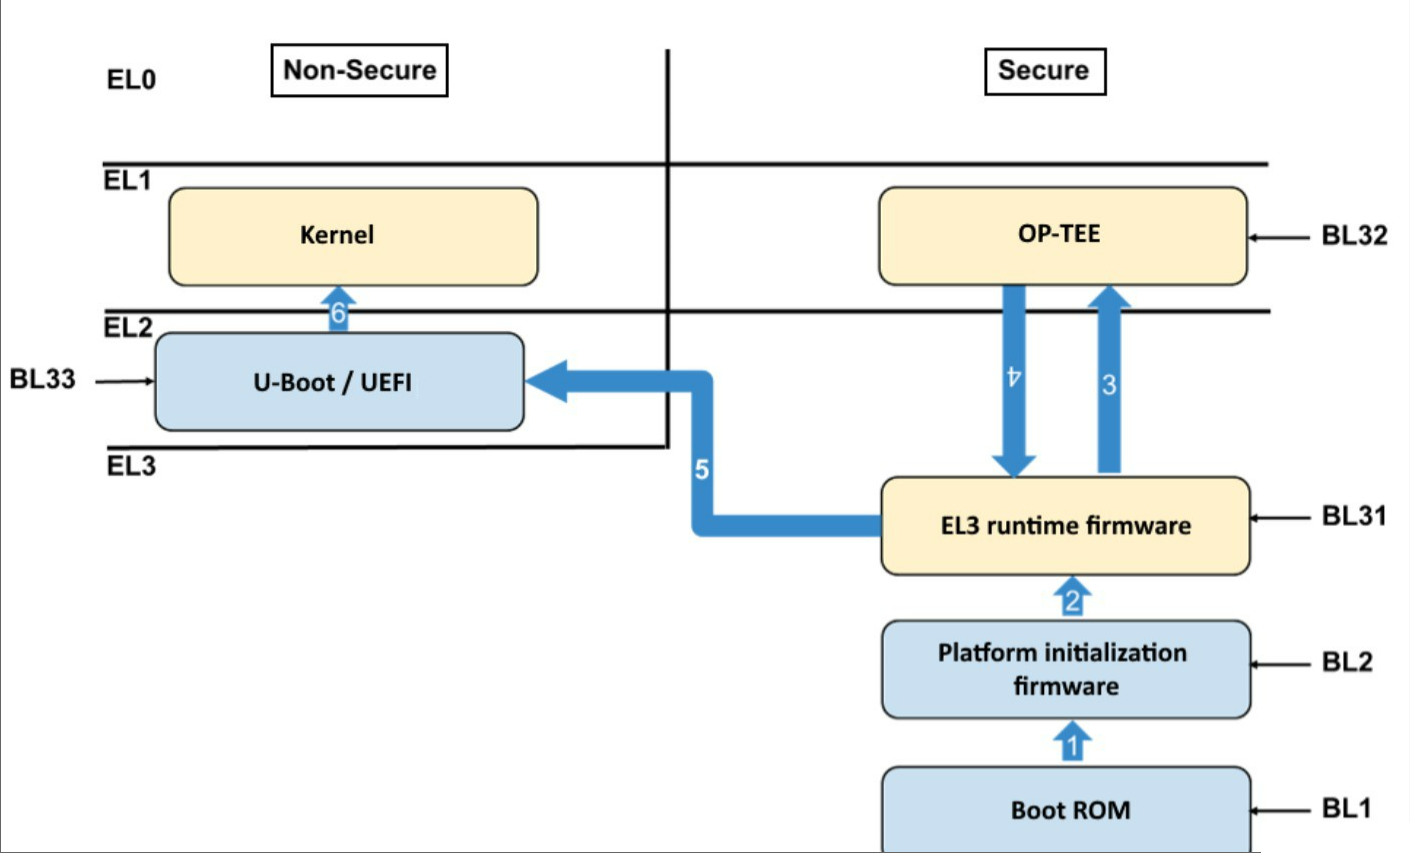 Non-Secure
Secure
EL0
EL1
Kernel
OP-TEE
BL32
6
EL2
BL33
U-Boot / UEFI
4
3
EL3
5
EL3 runtime firmware
BL31
2
Platform initialization
firmware
BL2
1
Boot ROM
BL1